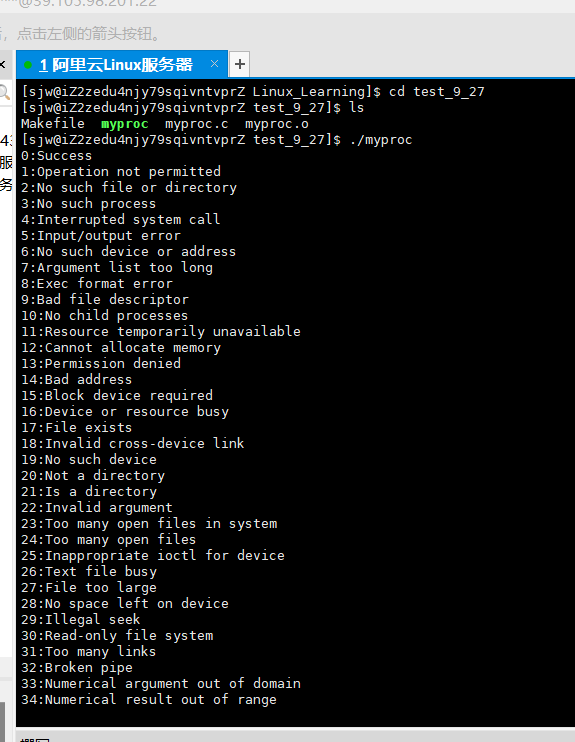 @39.105.98.201:22
，点击左侧的箭头按钮。
1 阿里云Linux服务器 × +
[sjw@iZ2zedu4njy79sqivntvprZ Linux_Learning]$ cd test_9_27
[sjw@iZ2zedu4njy79sqivntvprZ test_9_27]$ ls
Makefile myproc myproc.c myproc.o
[sjw@iZ2zedu4njy79sqivntvprZ test_9_27]$ ./myproc
0:Success
1:Operation not permitted
2:No such file or directory
3:No such process
4:Interrupted system call
5:Input/output error
6:No such device or address
7:Argument list too long
8:Exec format error
9:Bad file descriptor
10:No child processes
11:Resource temporarily unavailable
12:Cannot allocate memory
13:Permission denied
14:Bad address
15:Block device required
16:Device or resource busy
17:File exists
18:Invalid cross-device link
19:No such device
20:Not a directory
21:Is a directory
22:Invalid argument
23:Too many open files in system
24:Too many open files
25:Inappropriate ioctl for device
26:Text file busy
27:File too large
28:No space left on device
29:Illegal seek
30:Read-only file system
31:Too many links
32:Broken pipe
33:Numerical argument out of domain
34:Numerical result out of range